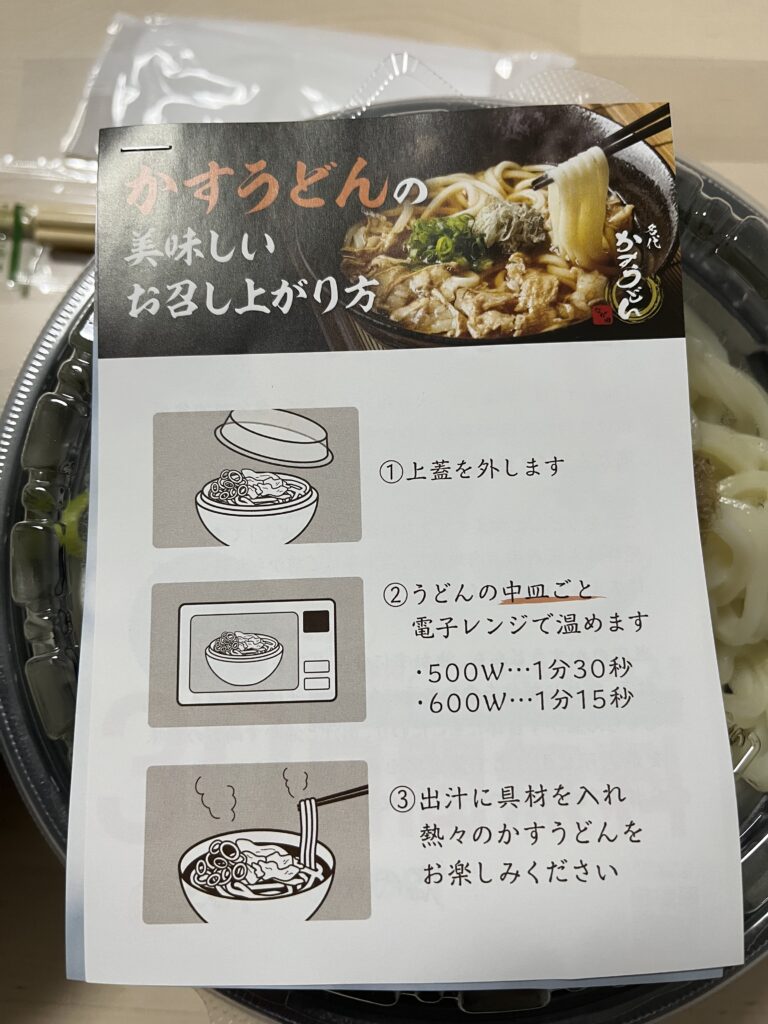 かすうどんの
美味しい
お召し上がり方
名代
かすうどん
①上蓋を外します
②うどんの中皿ごと
電子レンジで温めます
・500W…1分30秒
・600W…1分15秒
③出汁に具材を入れ
熱々のかすうどんを
お楽しみください